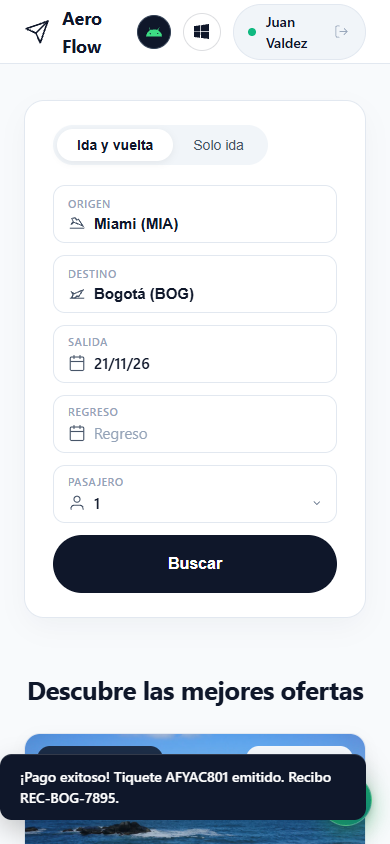 Aero
Flow
Juan
Valdez
Ida y vuelta
Solo ida
ORIGEN
Miami (MIA)
DESTINO
Bogotá (BOG)
SALIDA
21/11/26
REGRESO
Regreso
PASAJERO
1
Buscar
Descubre las mejores ofertas
¡Pago exitoso! Tiquete AFYAC801 emitido. Recibo
REC-BOG-7895.